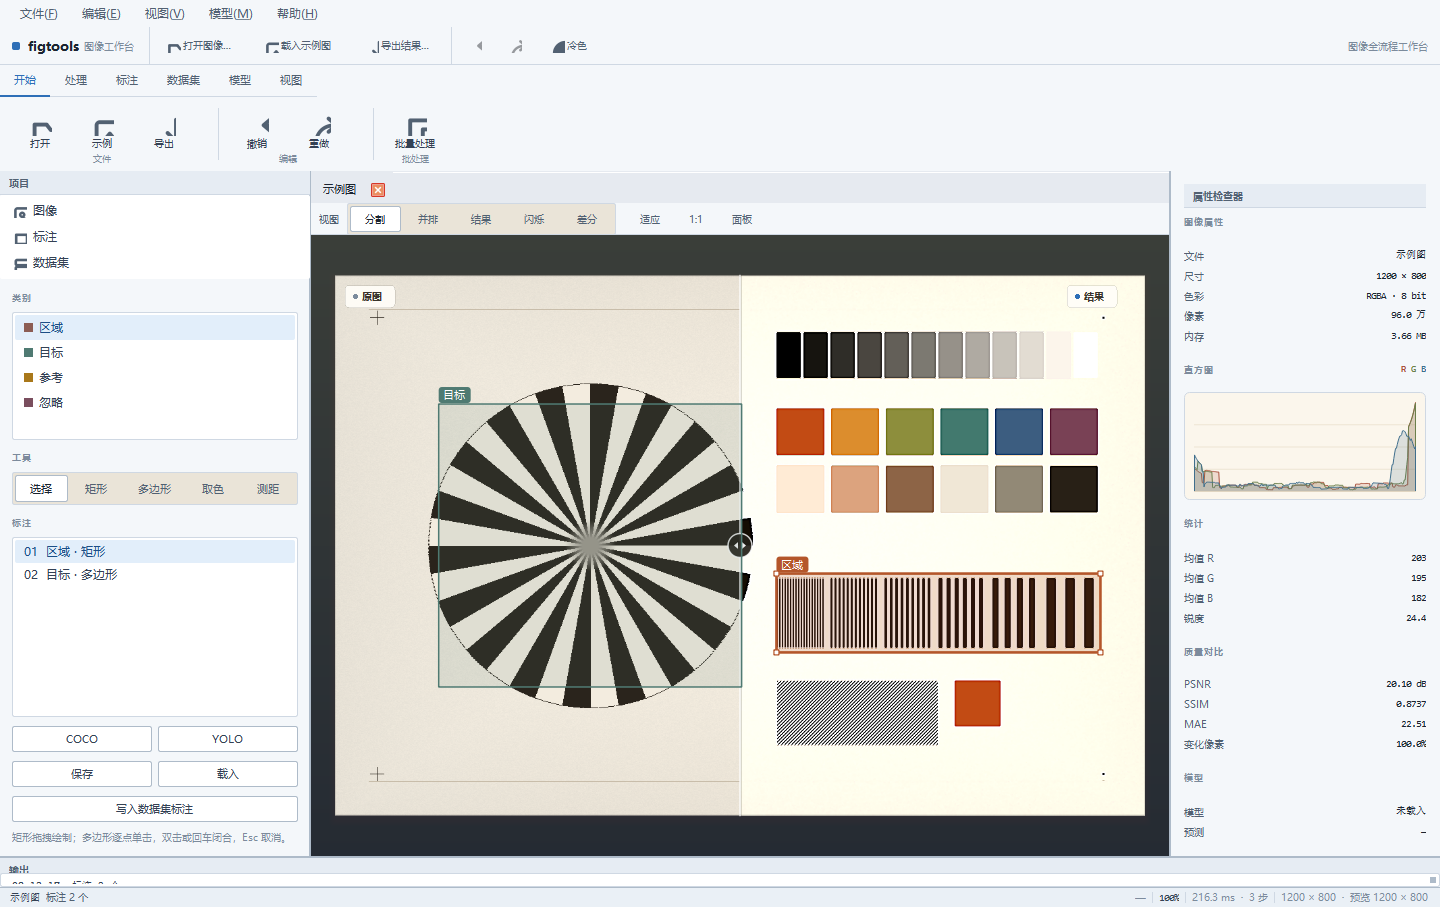 文件(F) 编辑(E) 视图(V) 模型(M) 帮助(H)
figtools 图像工作台 打开图像... 载入示例图 导出结果... 冷色 图像全流程工作台
开始 处理 标注 数据集 模型 视图
打开 示例 导出 撤销 重做 批量处理
文件 编辑 批处理
项目
图像
标注
数据集
类别
区域
目标
参考
忽略
工具
选择 矩形 多边形 取色 测距
标注
01 区域 · 矩形
02 目标 · 多边形
COCO YOLO
保存 载入
写入数据集标注
矩形拖拽绘制；多边形逐点单击，双击或回车闭合，Esc 取消。
示例图
视图 分割 并排 结果 闪烁 差分 适应 1:1 面板
原图 结果
目标
区域
属性检查器
图像属性
文件 示例图
尺寸 1200 × 800
色彩 RGBA · 8 bit
像素 96.0 万
内存 3.66 MB
直方图 R G B
统计
均值 R 203
均值 G 195
均值 B 182
锐度 24.4
质量对比
PSNR 20.10 dB
SSIM 0.8737
MAE 22.51
变化像素 100.0%
模型
模型 未载入
预测 —
输出
示例图 标注 2 个 — 100% 216.3 ms · 3 步 1200 × 800 · 预览 1200 × 800